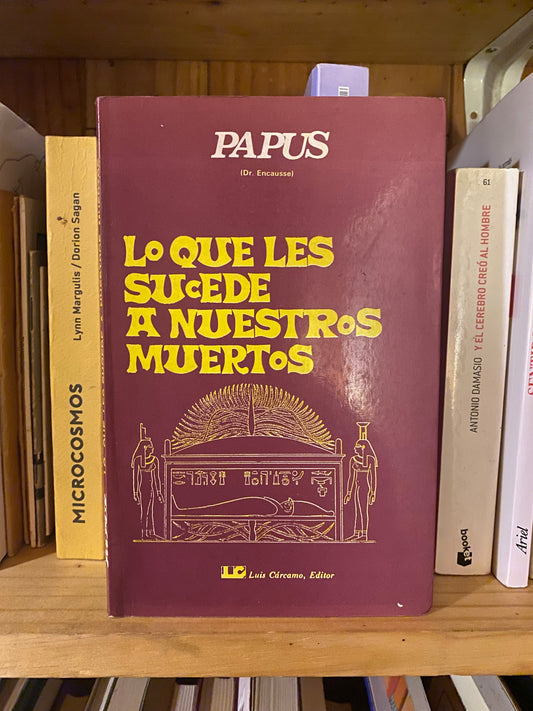 PAPUS
(Dr. Encausse)
LO QUE LES
SUCEDE
A NUESTROS
MUERTOS
LC Luis Cárcamo, Editor
MICROCOSMOS Lynn Margulis / Dorion Sagan
61
ANTONIO DAMASIO Y EL CEREBRO CREÓ AL HOMBRE
booket
Ariel